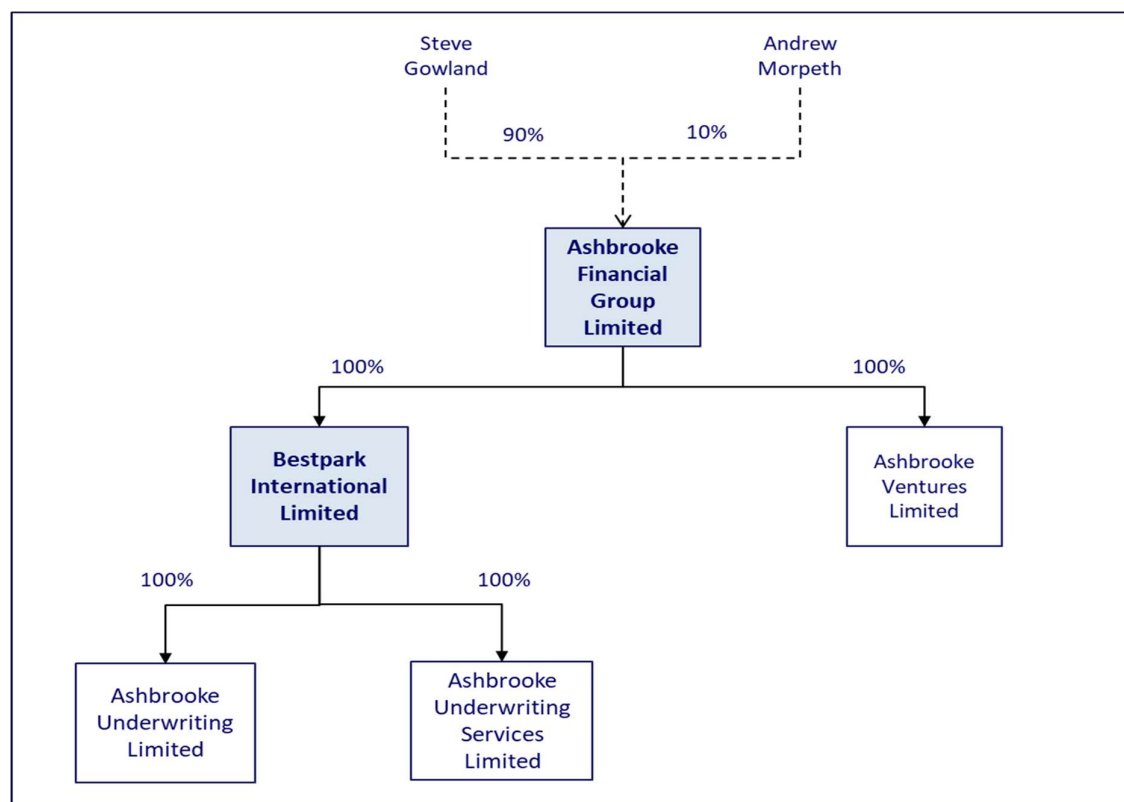 Steve
Gowland
Andrew
Morpeth
90%
10%
Ashbrooke
Financial
Group
Limited
100%
100%
Bestpark
International
Limited
Ashbrooke
Ventures
Limited
100%
100%
Ashbrooke
Underwriting
Limited
Ashbrooke
Underwriting
Services
Limited